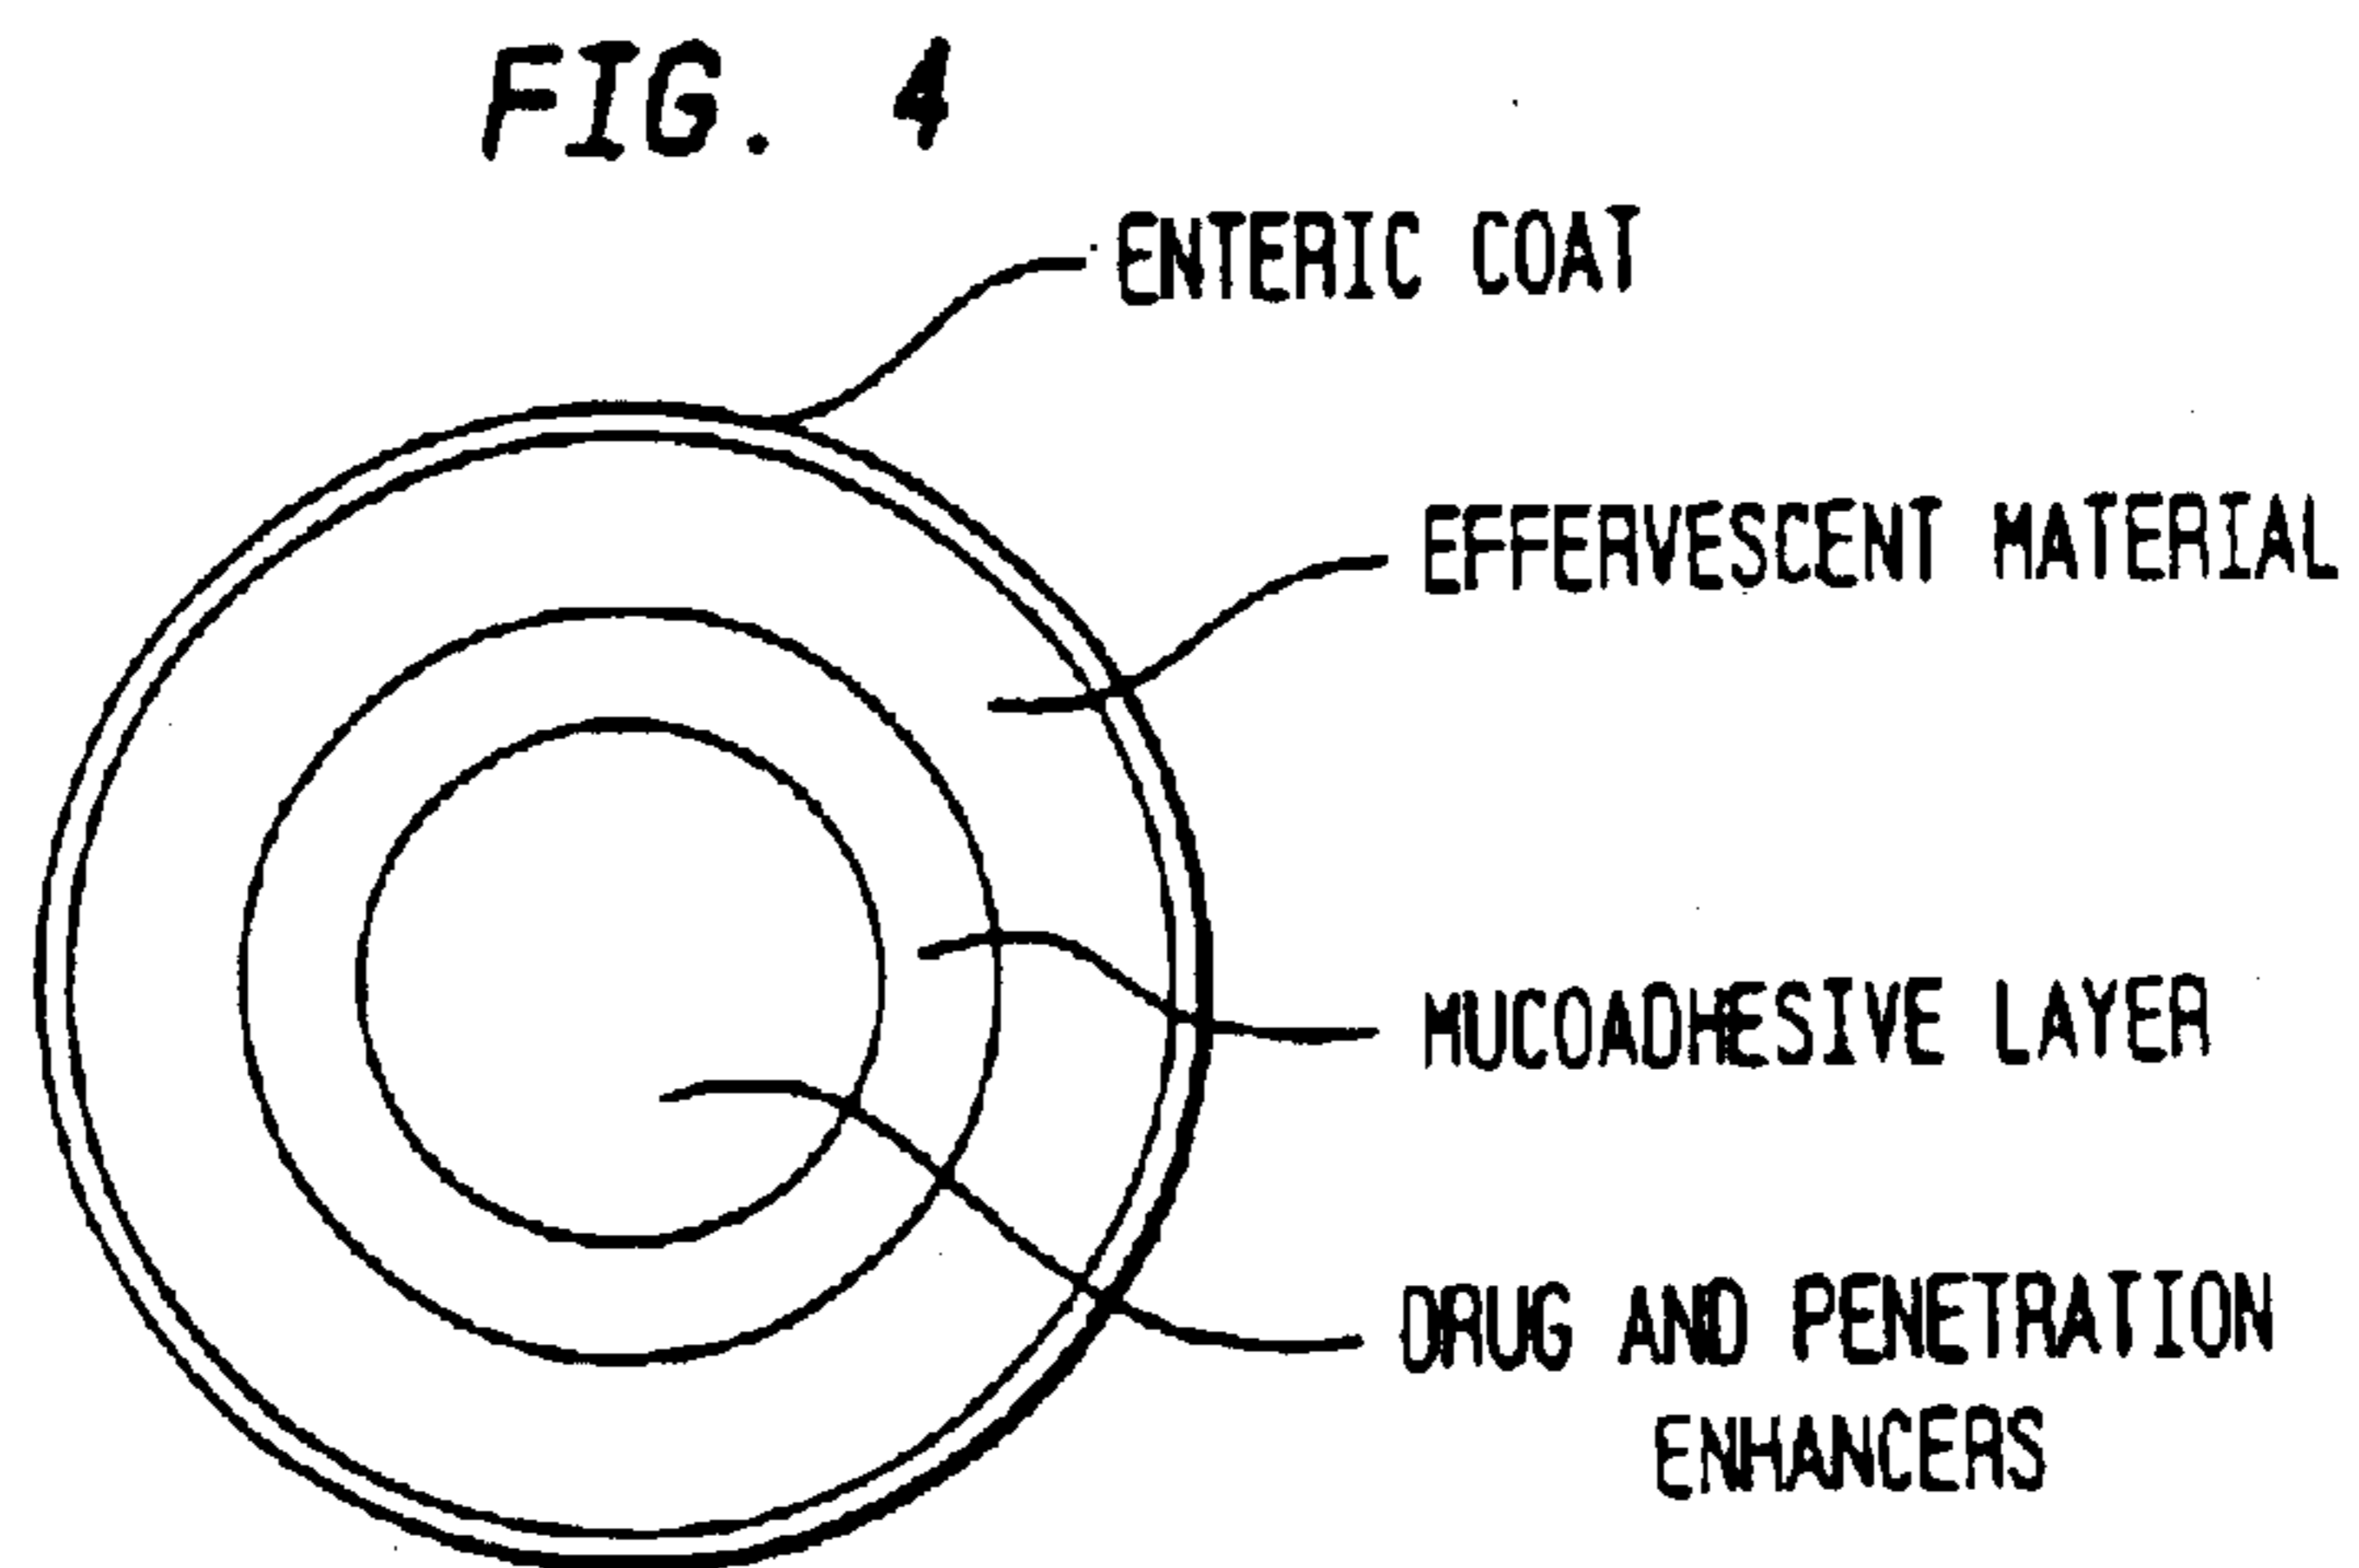 FIG. 4
ENTERIC COAT
EFFERVESCENT MATERIAL
MUCOADHESIVE LAYER
DRUG AND PENETRATION
ENHANCERS